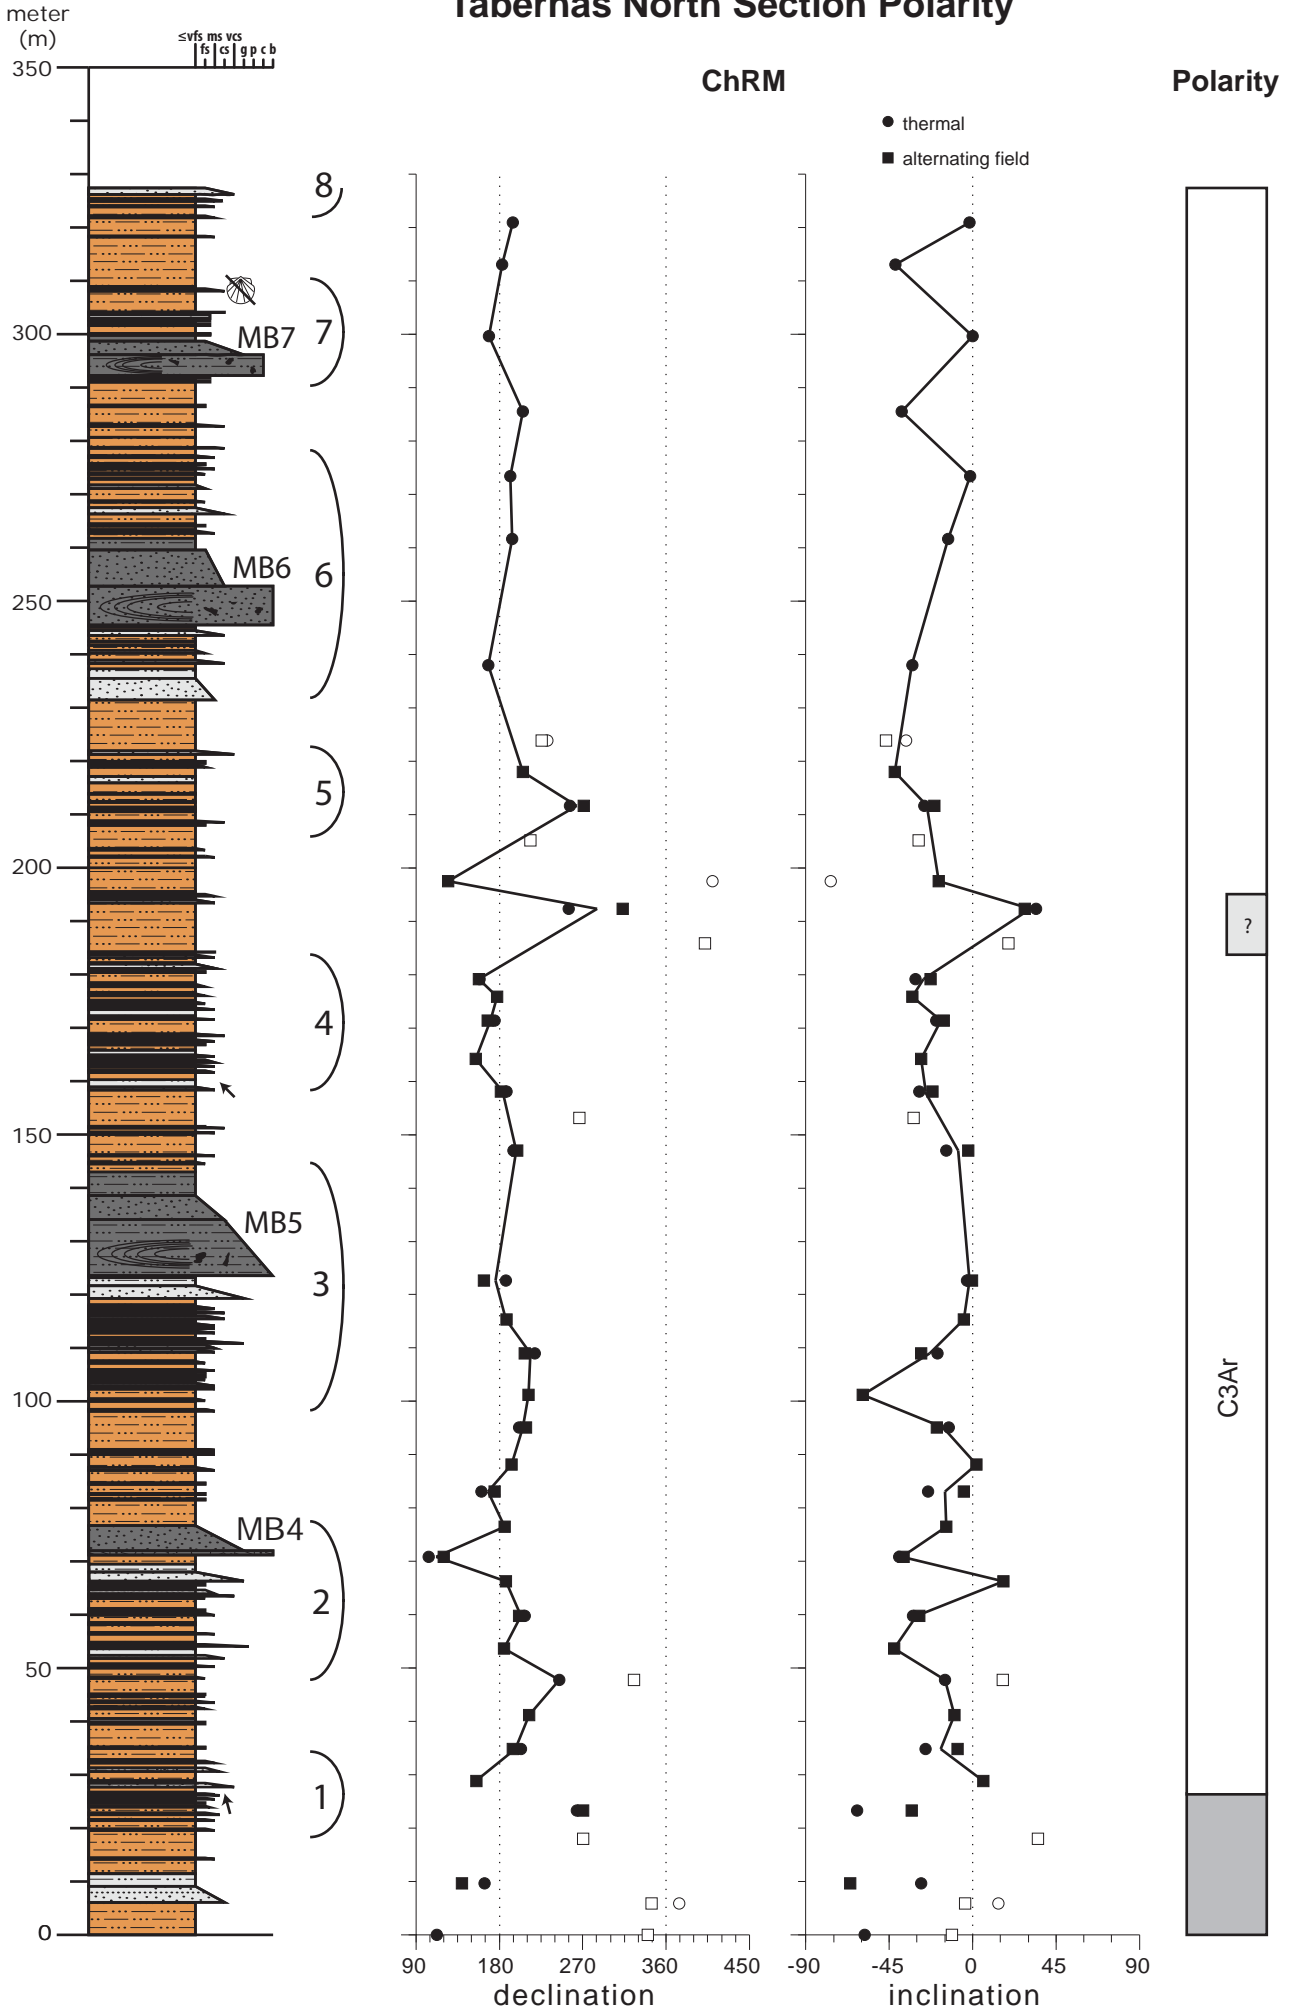 Tabernas North Section Polarity
meter
(m)
≤vfs ms vcs
fs cs g p c b
350
ChRM
Polarity
thermal
alternating field
8
7
MB7
300
6
MB6
250
5
200
?
4
150
MB5
3
C3Ar
100
MB4
2
50
1
0
90 180 270 360 450
-90 -45 0 45 90
declination
inclination